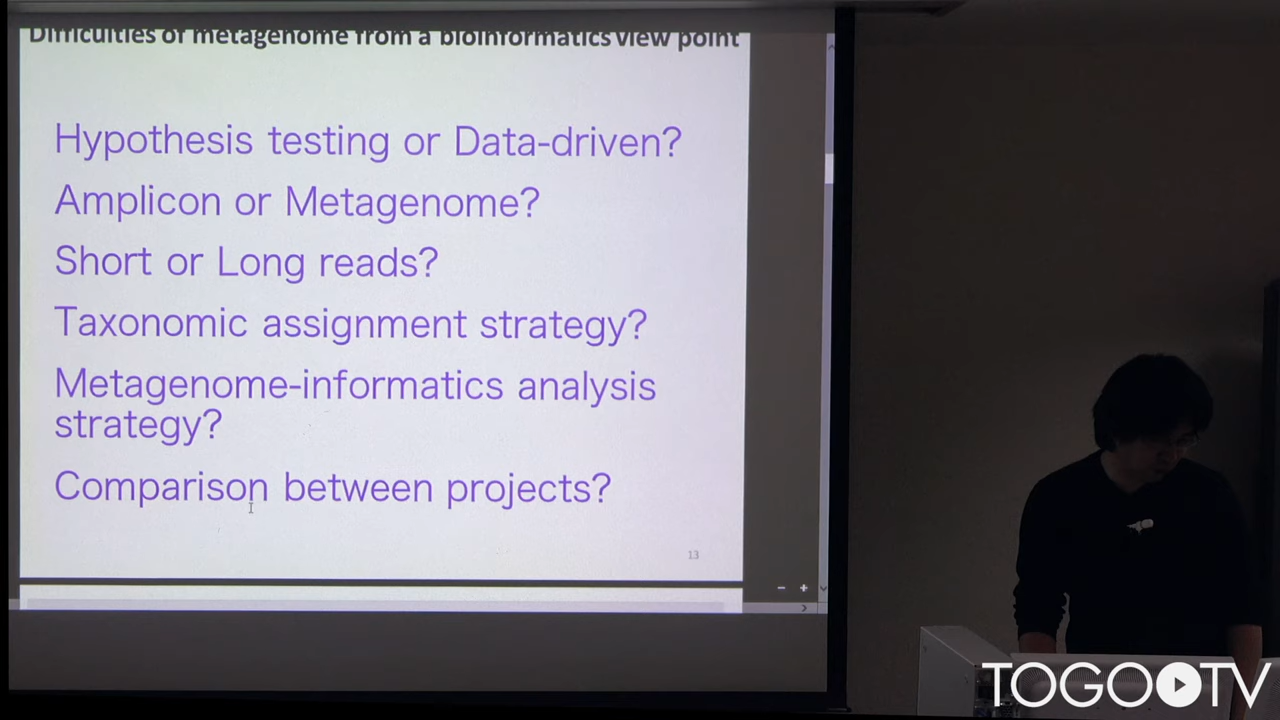 Difficulties of metagenome from a bioinformatics view point
Hypothesis testing or Data-driven?
Amplicon or Metagenome?
Short or Long reads?
Taxonomic assignment strategy?
Metagenome-informatics analysis
strategy?
Comparison between projects?
13
TOGOTV